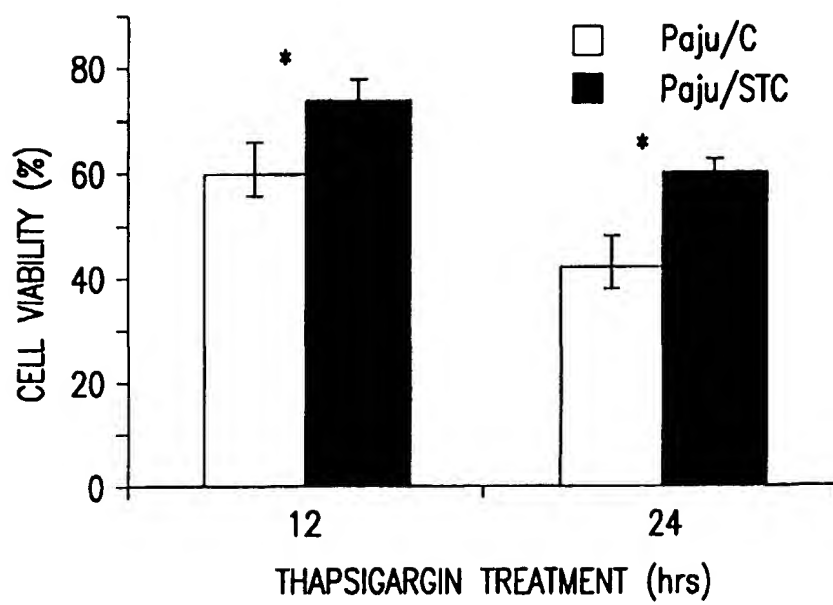 Paju/C
Paju/STC
CELL VIABILITY (%)
80
60
40
20
0
*
*
12
24
THAPSIGARGIN TREATMENT (hrs)